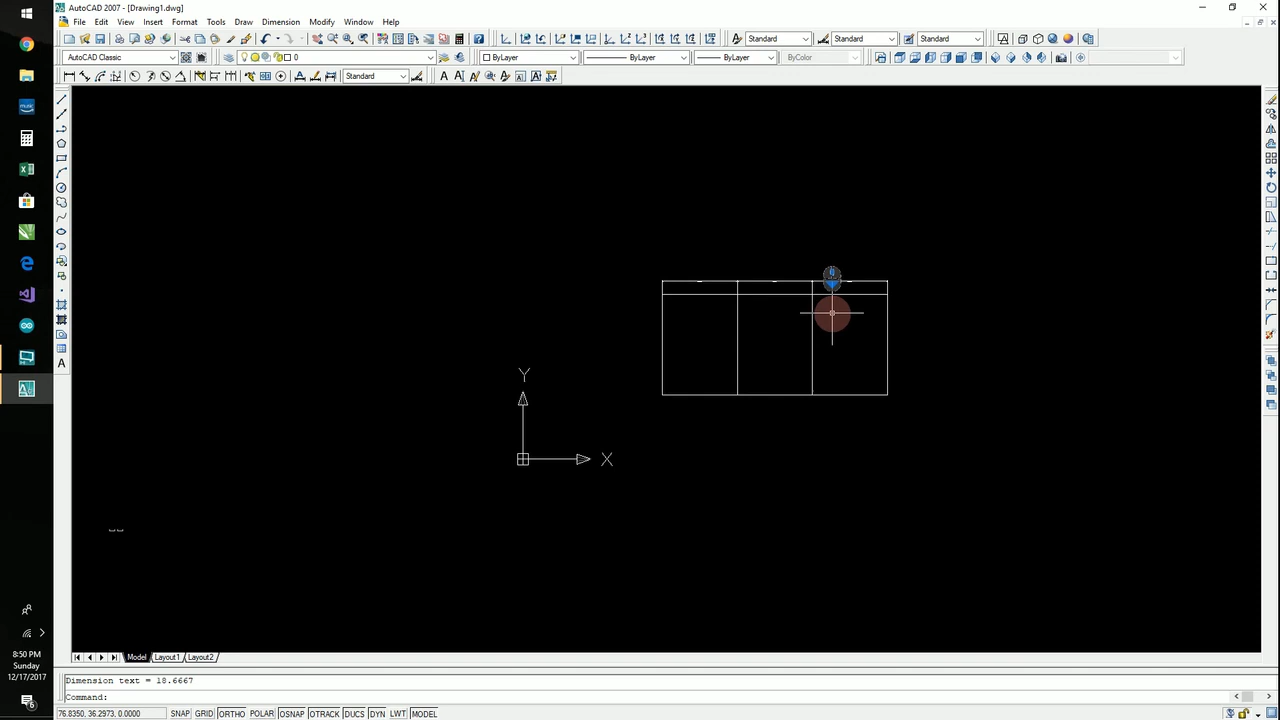 AutoCAD 2007 - [Drawing1.dwg]
File Edit View Insert Format Tools Draw Dimension Modify Window Help
Standard Standard Standard
AutoCAD Classic 0 ByLayer ByLayer ByLayer ByColor
music Standard A A A A
A
Y
X
8:50 PM
Sunday
12/17/2017
Model Layout1 Layout2
Dimension text = 18.6667
Command:
6
76.8350, 36.2973, 0.0000 SNAP GRID ORTHO POLAR OSNAP OTRACK DUCS DYN LWT MODEL